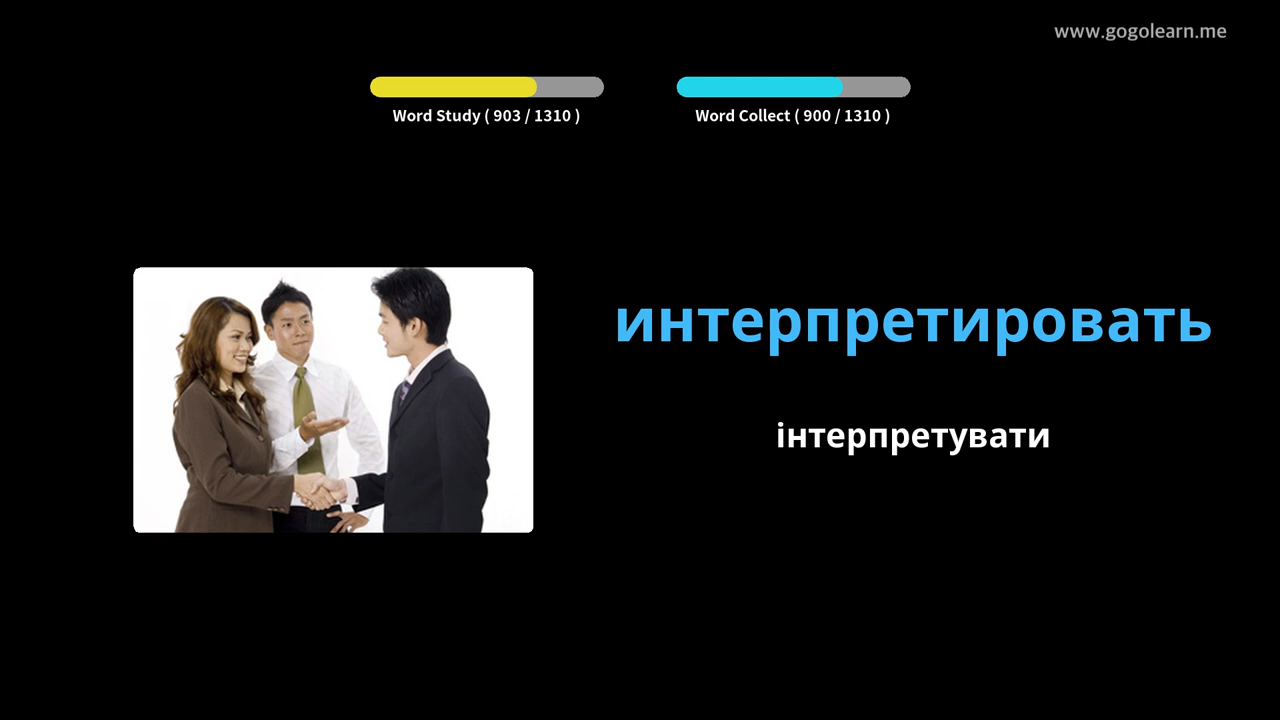 www.gogolearn.me
Word Study ( 903 / 1310 )
Word Collect ( 900 / 1310 )
интерпретировать
інтерпретувати